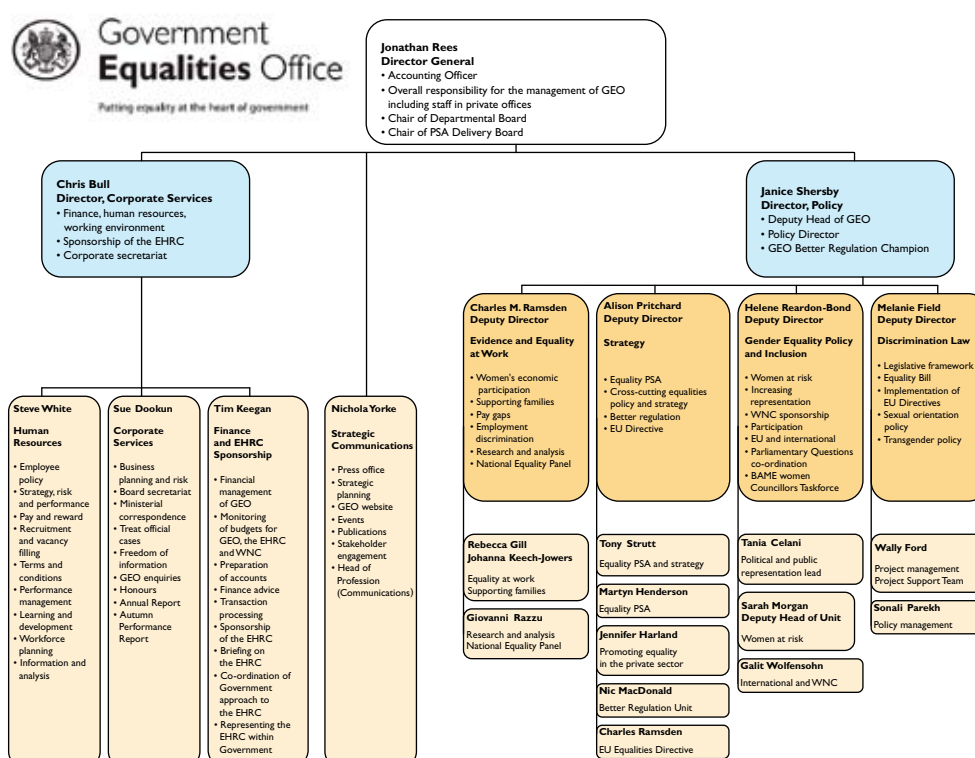 Government
Equalities Office
Putting equality at the heart of government
Jonathan Rees
Director General
• Accounting Officer
• Overall responsibility for the management of GEO
including staff in private offices
• Chair of Departmental Board
• Chair of PSA Delivery Board
Chris Bull
Director, Corporate Services
• Finance, human resources,
working environment
• Sponsorship of the EHRC
• Corporate secretariat
Janice Shersby
Director, Policy
• Deputy Head of GEO
• Policy Director
• GEO Better Regulation Champion
Steve White
Human
Resources
• Employee
policy
• Strategy, risk
and performance
• Pay and reward
• Recruitment
and vacancy
filling
• Terms and
conditions
• Performance
management
• Learning and
development
• Workforce
planning
• Information and
analysis
Sue Dookun
Corporate
Services
• Business
planning and risk
• Board secretariat
• Ministerial
correspondence
• Treat official
cases
• Freedom of
information
• GEO enquiries
• Honours
• Annual Report
• Autumn
Performance
Report
Tim Keegan
Finance
and EHRC
Sponsorship
• Financial
management
of GEO
• Monitoring
of budgets for
GEO, the EHRC
and WNC
• Preparation
of accounts
• Finance advice
• Transaction
processing
• Sponsorship
of the EHRC
• Briefing on
the EHRC
• Co-ordination of
Government
approach to
the EHRC
• Representing the
EHRC within
Government
Nichola Yorke
Strategic
Communications
• Press office
• Strategic
planning
• GEO website
• Events
• Publications
• Stakeholder
engagement
• Head of
Profession
(Communications)
Charles M. Ramsden
Deputy Director
Evidence and Equality
at Work
• Women's economic
participation
• Supporting families
• Pay gaps
• Employment
discrimination
• Research and analysis
• National Equality Panel
Rebecca Gill
Johanna Keech-Jowers
Equality at work
Supporting families
Giovanni Razzu
Research and analysis
National Equality Panel
Alison Pritchard
Deputy Director
Strategy
• Equality PSA
• Cross-cutting equalities
policy and strategy
• Better regulation
• EU Directive
Tony Strutt
Equality PSA and strategy
Martyn Henderson
Equality PSA
Jennifer Harland
Promoting equality
in the private sector
Nic MacDonald
Better Regulation Unit
Charles Ramsden
EU Equalities Directive
Helene Reardon-Bond
Deputy Director
Gender Equality Policy
and Inclusion
• Women at risk
• Increasing
representation
• WNC sponsorship
• Participation
• EU and international
• Parliamentary Questions
co-ordination
• BAME women
Councillors Taskforce
Tania Celani
Political and public
representation lead
Sarah Morgan
Deputy Head of Unit
Women at risk
Galit Wolfensohn
International and WNC
Melanie Field
Deputy Director
Discrimination Law
• Legislative framework
• Equality Bill
• Implementation of
EU Directives
• Sexual orientation
policy
• Transgender policy
Wally Ford
Project management
Project Support Team
Sonali Parekh
Policy management